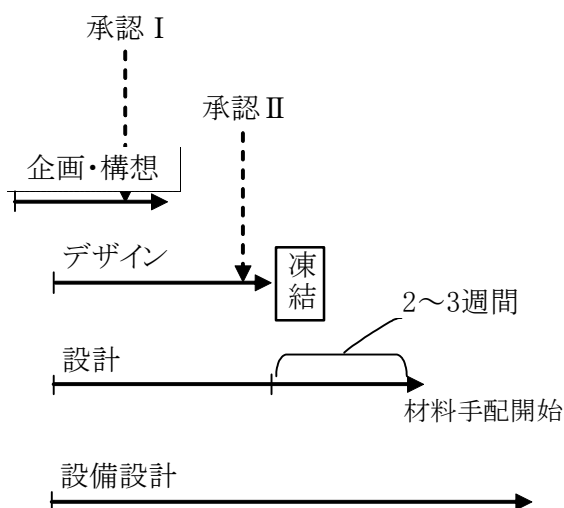 承認Ⅰ
承認Ⅱ
企画・構想
デザイン
凍
結
2～3週間
設計
材料手配開始
設備設計